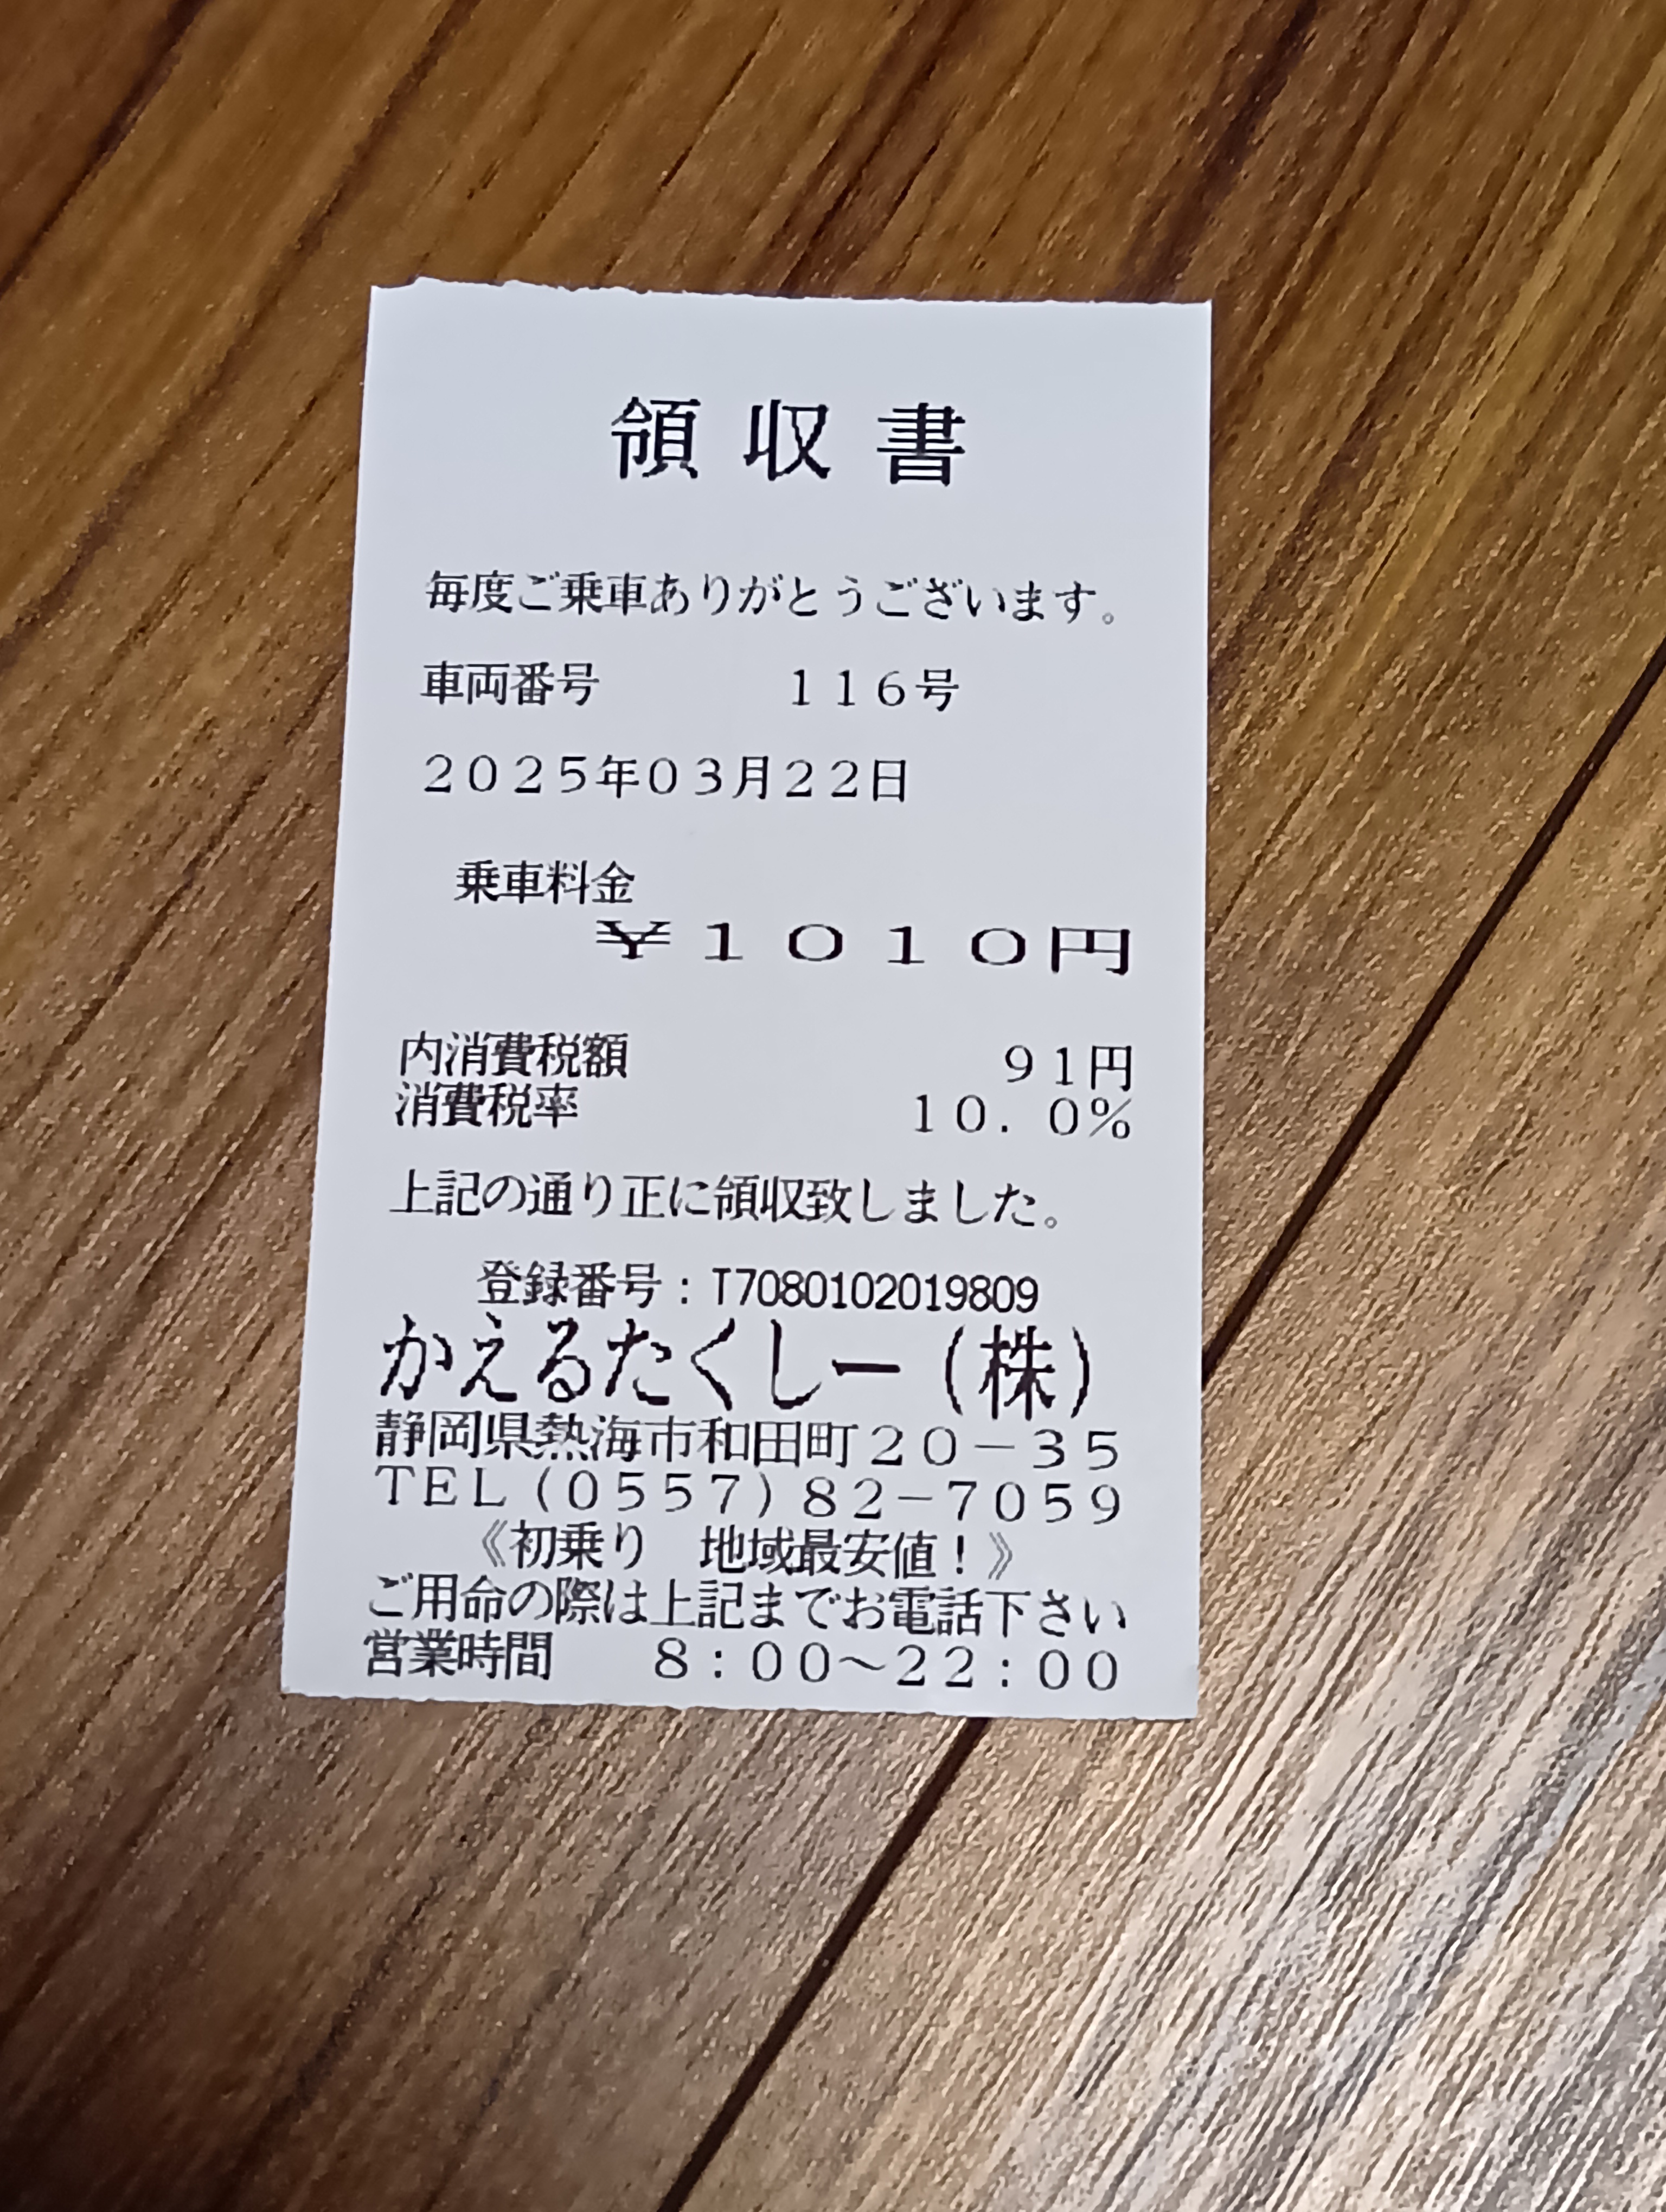 領収書
毎度ご乗車ありがとうございます。
車両番号　１１６号
２０２５年０３月２２日
乗車料金
￥１０１０円
内消費税額　９１円
消費税率　１０．０％
上記の通り正に領収致しました。
登録番号：T7080102019809
かえるたくしー（株）
静岡県熱海市和田町２０－３５
ＴＥＬ（０５５７）８２－７０５９
《初乗り　地域最安値！》
ご用命の際は上記までお電話下さい
営業時間　８：００～２２：００